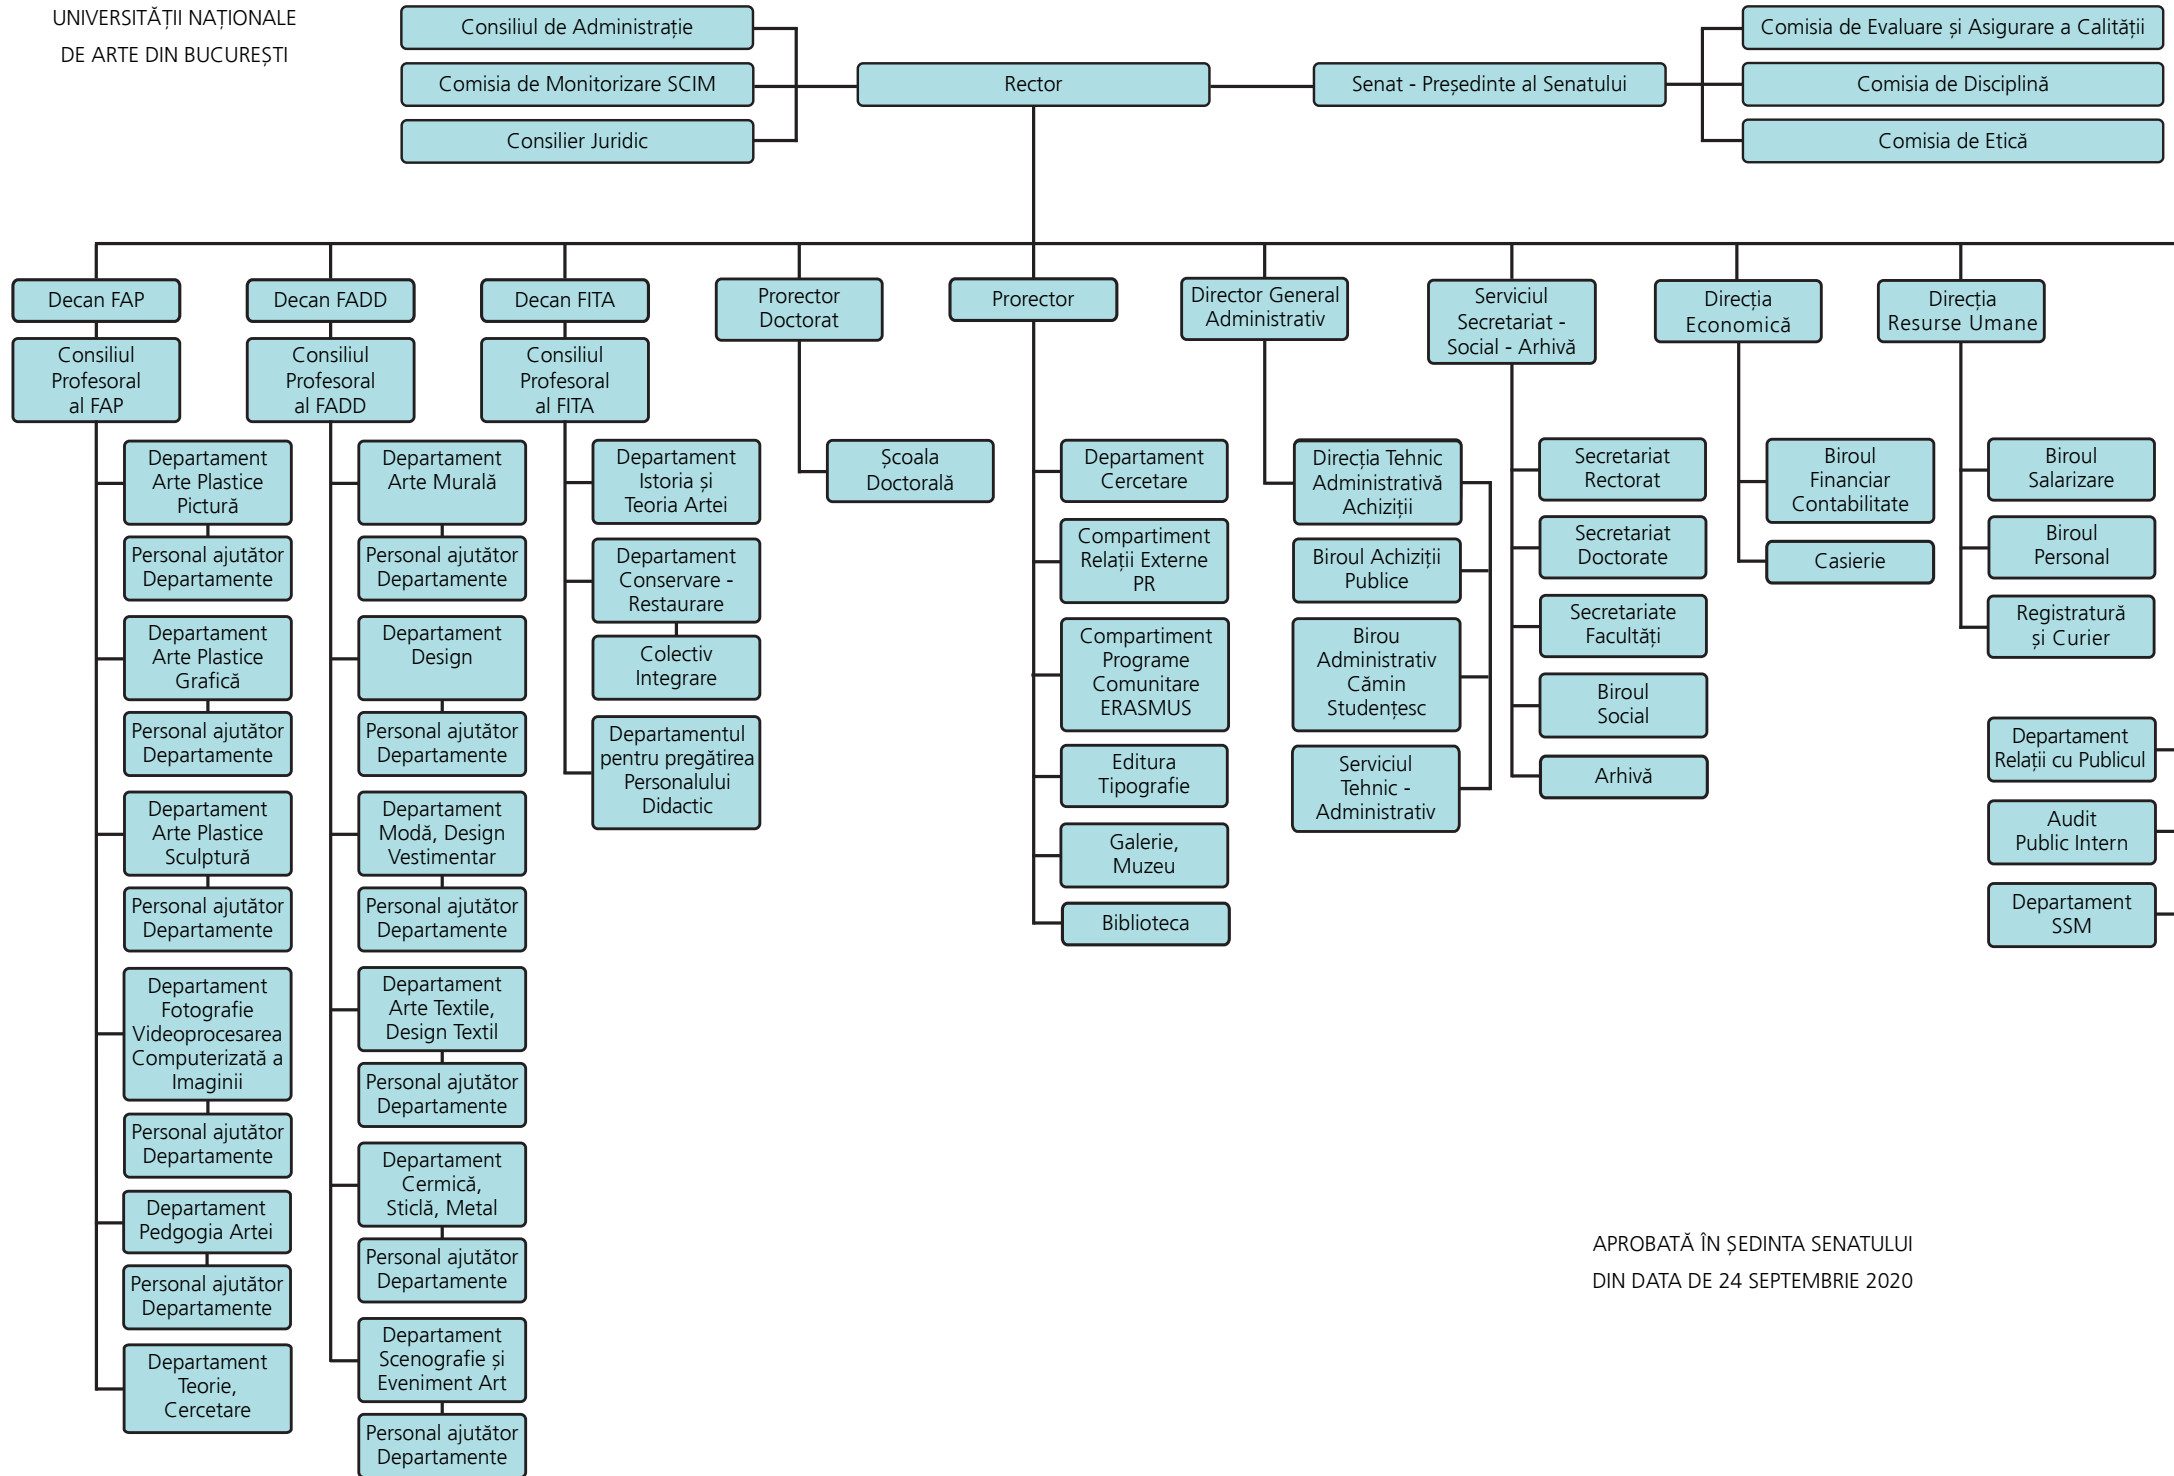 UNIVERSITĂȚII NAȚIONALE
DE ARTE DIN BUCUREȘTI
Consiliul de Administrație
Comisia de Monitorizare SCIM
Consilier Juridic
Rector
Senat - Președinte al Senatului
Comisia de Evaluare și Asigurare a Calității
Comisia de Disciplină
Comisia de Etică
Decan FAP
Consiliul
Profesoral
al FAP
Departament
Arte Plastice
Pictură
Personal ajutător
Departamente
Departament
Arte Plastice
Grafică
Personal ajutător
Departamente
Departament
Arte Plastice
Sculptură
Personal ajutător
Departamente
Departament
Fotografie
Videoprocesarea
Computerizată a
Imaginii
Personal ajutător
Departamente
Departament
Pedgogia Artei
Personal ajutător
Departamente
Departament
Teorie,
Cercetare
Decan FADD
Consiliul
Profesoral
al FADD
Departament
Arte Murală
Personal ajutător
Departamente
Departament
Design
Personal ajutător
Departamente
Departament
Modă, Design
Vestimentar
Personal ajutător
Departamente
Departament
Arte Textile,
Design Textil
Personal ajutător
Departamente
Departament
Cermică,
Sticlă, Metal
Personal ajutător
Departamente
Departament
Scenografie și
Eveniment Art
Personal ajutător
Departamente
Decan FITA
Consiliul
Profesoral
al FITA
Departament
Istoria și
Teoria Artei
Departament
Conservare -
Restaurare
Colectiv
Integrare
Departamentul
pentru pregătirea
Personalului
Didactic
Prorector
Doctorat
Școala
Doctorală
Prorector
Departament
Cercetare
Compartiment
Relații Externe
PR
Compartiment
Programe
Comunitare
ERASMUS
Editura
Tipografie
Galerie,
Muzeu
Biblioteca
Director General
Administrativ
Direcția Tehnic
Administrativă
Achiziții
Biroul Achiziții
Publice
Birou
Administrativ
Cămin
Studențesc
Serviciul
Tehnic -
Administrativ
Serviciul
Secretariat -
Social - Arhivă
Secretariat
Rectorat
Secretariat
Doctorate
Secretariate
Facultăți
Biroul
Social
Arhivă
Direcția
Economică
Biroul
Financiar
Contabilitate
Casierie
Direcția
Resurse Umane
Biroul
Salarizare
Biroul
Personal
Registratură
și Curier
Departament
Relații cu Publicul
Audit
Public Intern
Departament
SSM
APROBATĂ ÎN ȘEDINTA SENATULUI
DIN DATA DE 24 SEPTEMBRIE 2020